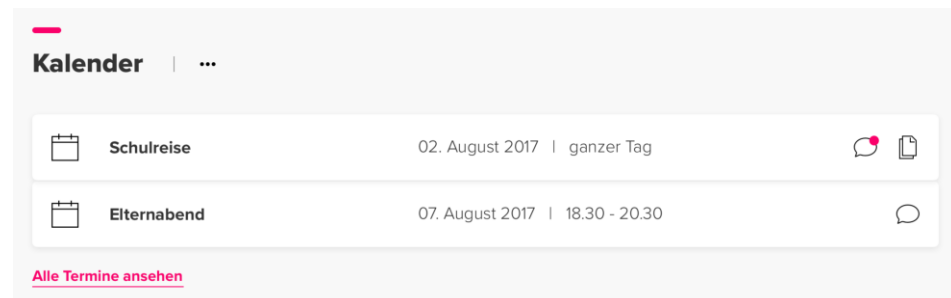 Kalender | ...
Schulreise 02. August 2017 | ganzer Tag
Elternabend 07. August 2017 | 18.30 - 20.30
Alle Termine ansehen